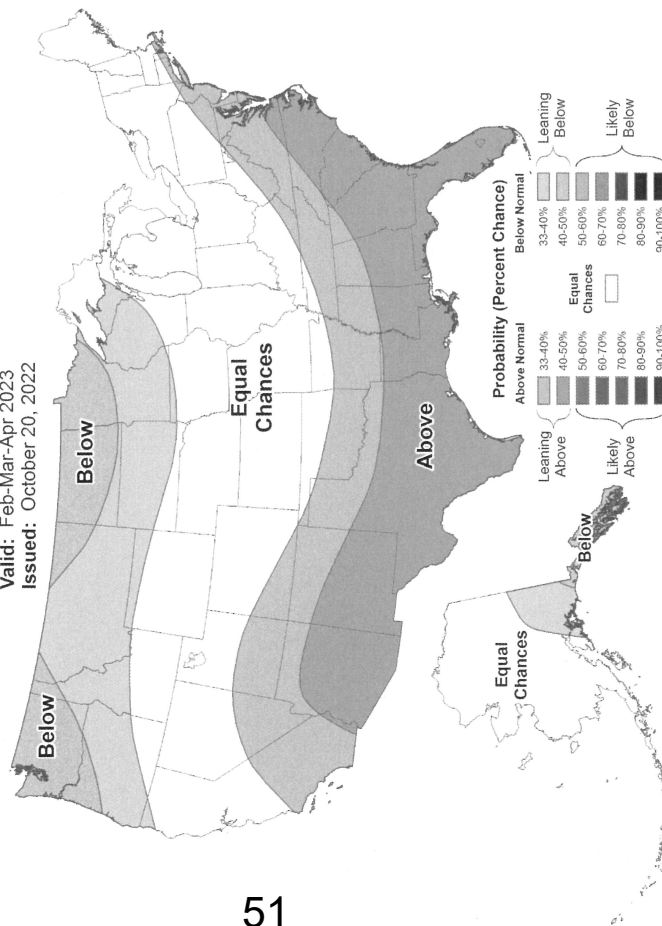 Valid: Feb-Mar-Apr 2023
Issued: October 20, 2022
Below
Below
Equal
Chances
Above
Equal
Chances
Below
Probability (Percent Chance)
Above Normal
Below Normal
Leaning
Above
Likely
Above
33-40%
40-50%
50-60%
60-70%
70-80%
80-90%
90-100%
Equal
Chances
33-40%
40-50%
50-60%
60-70%
70-80%
80-90%
90-100%
Leaning
Below
Likely
Below
51